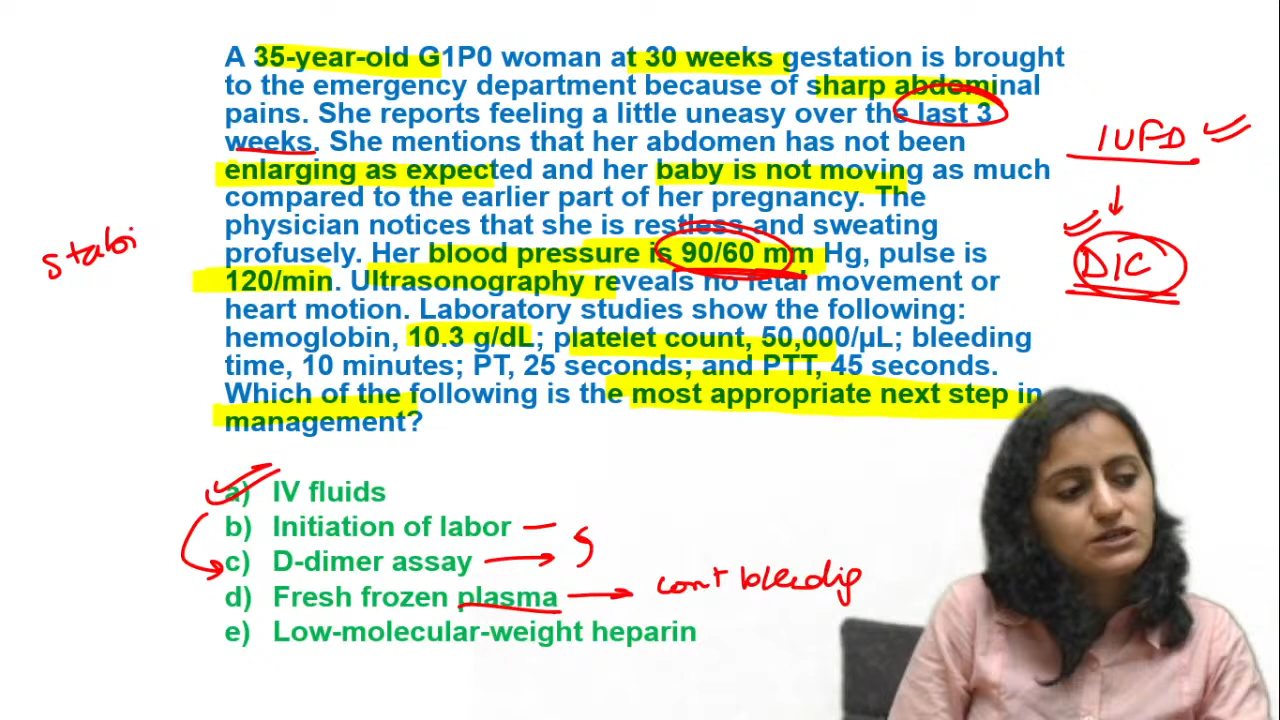 A 35-year-old G1P0 woman at 30 weeks gestation is brought
to the emergency department because of sharp abdominal
pains. She reports feeling a little uneasy over the last 3
weeks. She mentions that her abdomen has not been
enlarging as expected and her baby is not moving as much
compared to the earlier part of her pregnancy. The
physician notices that she is restless and sweating
profusely. Her blood pressure is 90/60 mm Hg, pulse is
120/min. Ultrasonography reveals no fetal movement or
heart motion. Laboratory studies show the following:
hemoglobin, 10.3 g/dL; platelet count, 50,000/µL; bleeding
time, 10 minutes; PT, 25 seconds; and PTT, 45 seconds.
Which of the following is the most appropriate next step in
management?
IUFD
DIC
stabi
a) IV fluids
b) Initiation of labor
c) D-dimer assay
d) Fresh frozen plasma
cont bleedig
e) Low-molecular-weight heparin